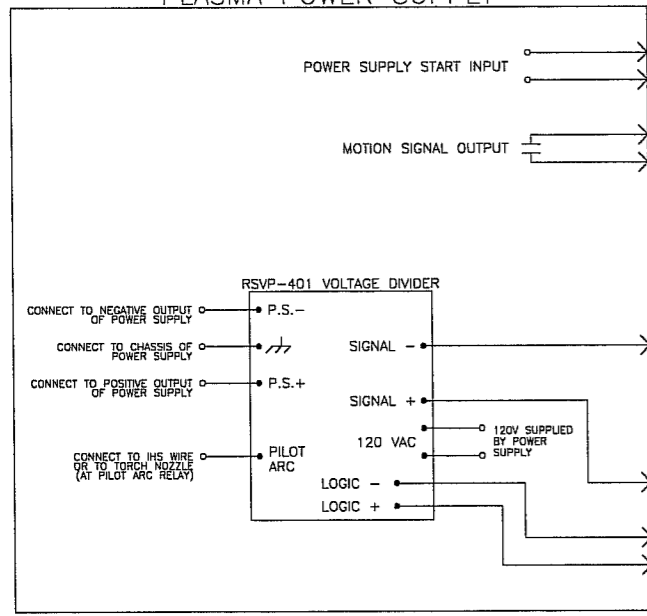 PLASMA POWER SUPPLY
POWER SUPPLY START INPUT
MOTION SIGNAL OUTPUT
RSVP-401 VOLTAGE DIVIDER
CONNECT TO NEGATIVE OUTPUT
OF POWER SUPPLY
P.S.-
CONNECT TO CHASSIS OF
POWER SUPPLY
CONNECT TO POSITIVE OUTPUT
OF POWER SUPPLY
P.S.+
CONNECT TO IHS WIRE
OR TO TORCH NOZZLE
(AT PILOT ARC RELAY)
PILOT
ARC
SIGNAL -
SIGNAL +
120 VAC
120V SUPPLIED
BY POWER
SUPPLY
LOGIC -
LOGIC +